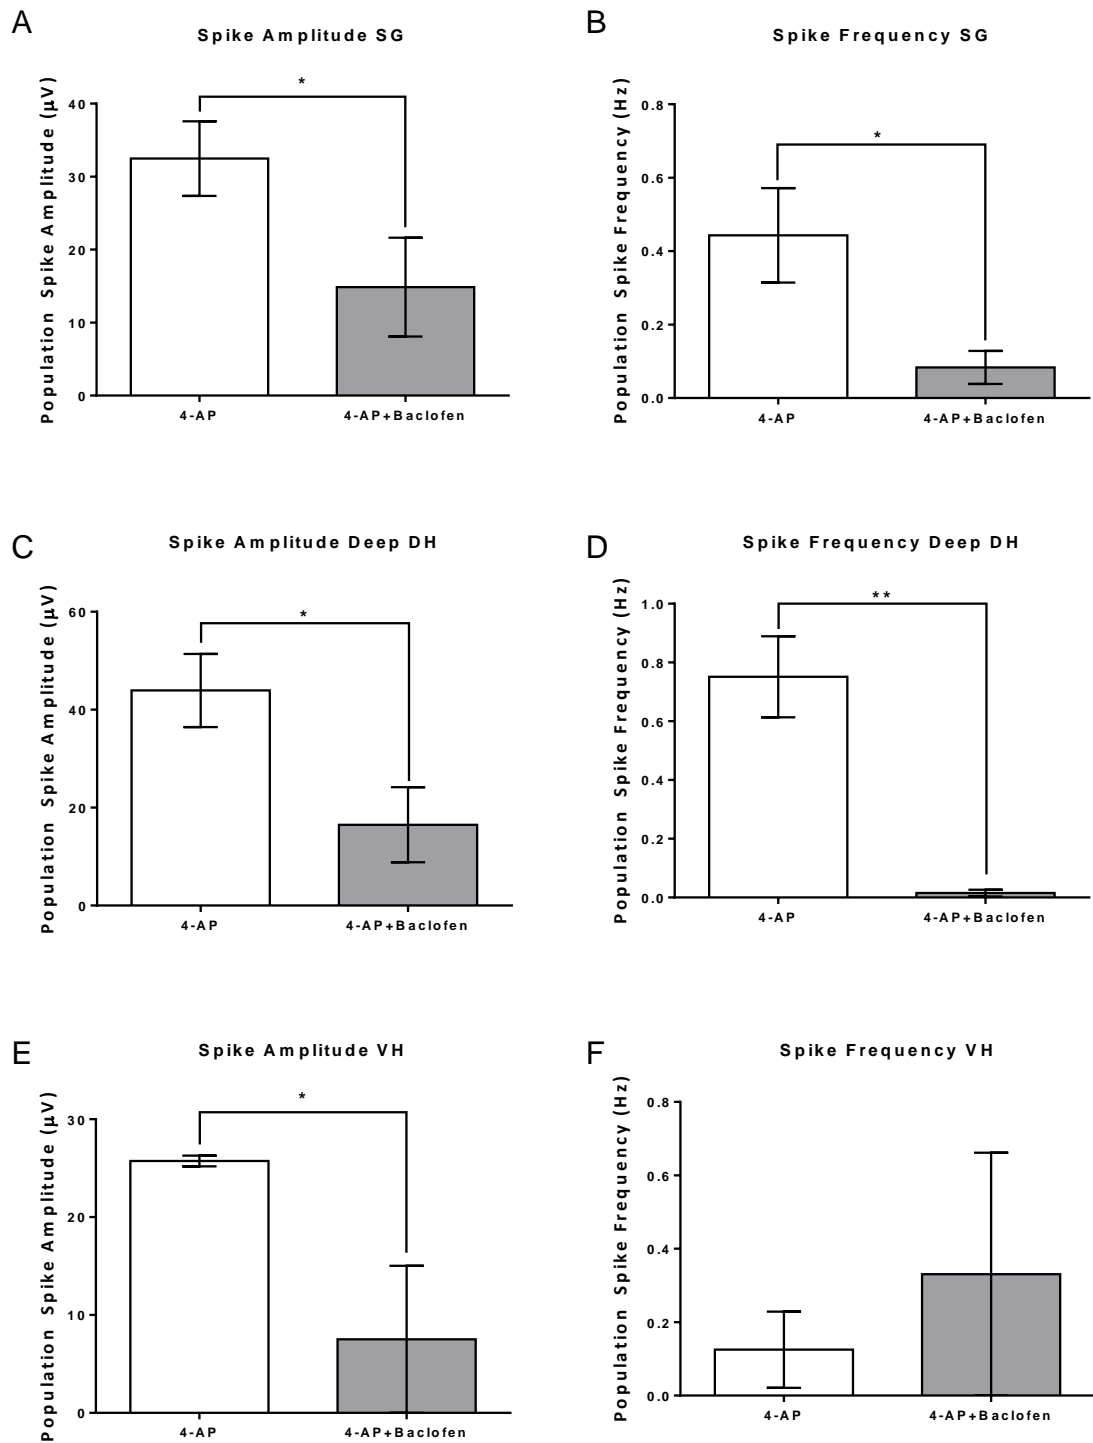 A
Spike Amplitude SG
Population Spike Amplitude (µV)
40
30
20
10
0
*
4-AP
4-AP+Baclofen
B
Spike Frequency SG
Population Spike Frequency (Hz)
0.8
0.6
0.4
0.2
0.0
*
4-AP
4-AP+Baclofen
C
Spike Amplitude Deep DH
Population Spike Amplitude (µV)
60
40
20
0
*
4-AP
4-AP+Baclofen
D
Spike Frequency Deep DH
Population Spike Frequency (Hz)
1.0
0.8
0.6
0.4
0.2
0.0
**
4-AP
4-AP+Baclofen
E
Spike Amplitude VH
Population Spike Amplitude (µV)
30
20
10
0
*
4-AP
4-AP+Baclofen
F
Spike Frequency VH
Population Spike Frequency (Hz)
0.8
0.6
0.4
0.2
0.0
4-AP
4-AP+Baclofen